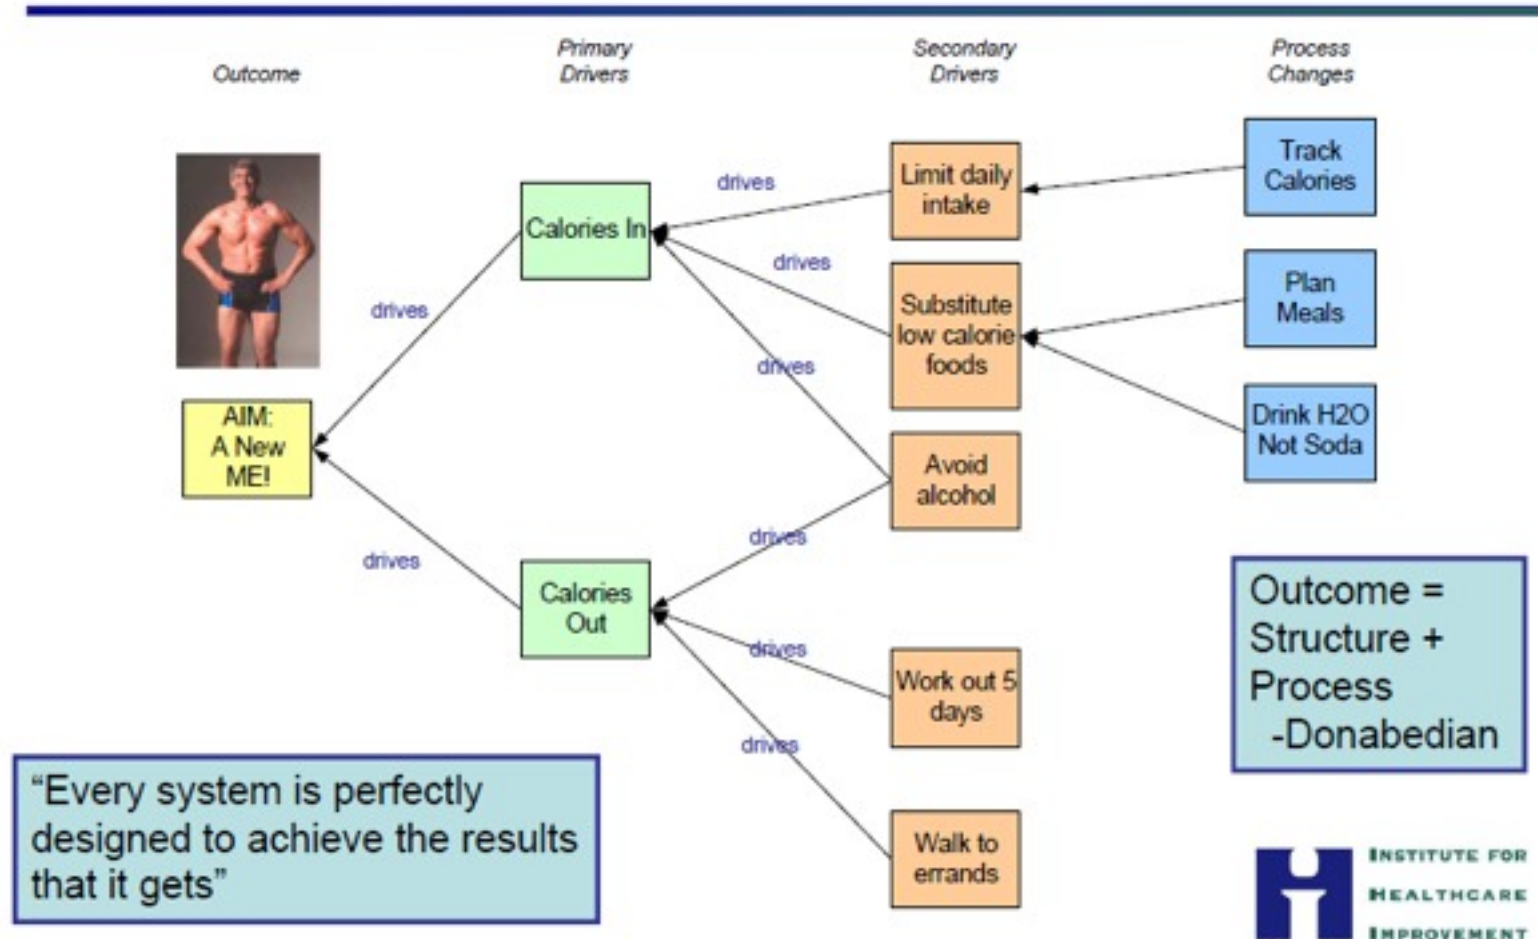 Outcome
Primary
Drivers
Secondary
Drivers
Process
Changes
AIM:
A New
ME!
drives
drives
Calories In
Calories
Out
drives
drives
drives
drives
drives
drives
Limit daily
intake
Substitute
low calorie
foods
Avoid
alcohol
Work out 5
days
Walk to
errands
Track
Calories
Plan
Meals
Drink H2O
Not Soda
Outcome =
Structure +
Process
-Donabedian
“Every system is perfectly
designed to achieve the results
that it gets”
INSTITUTE FOR
HEALTHCARE
IMPROVEMENT